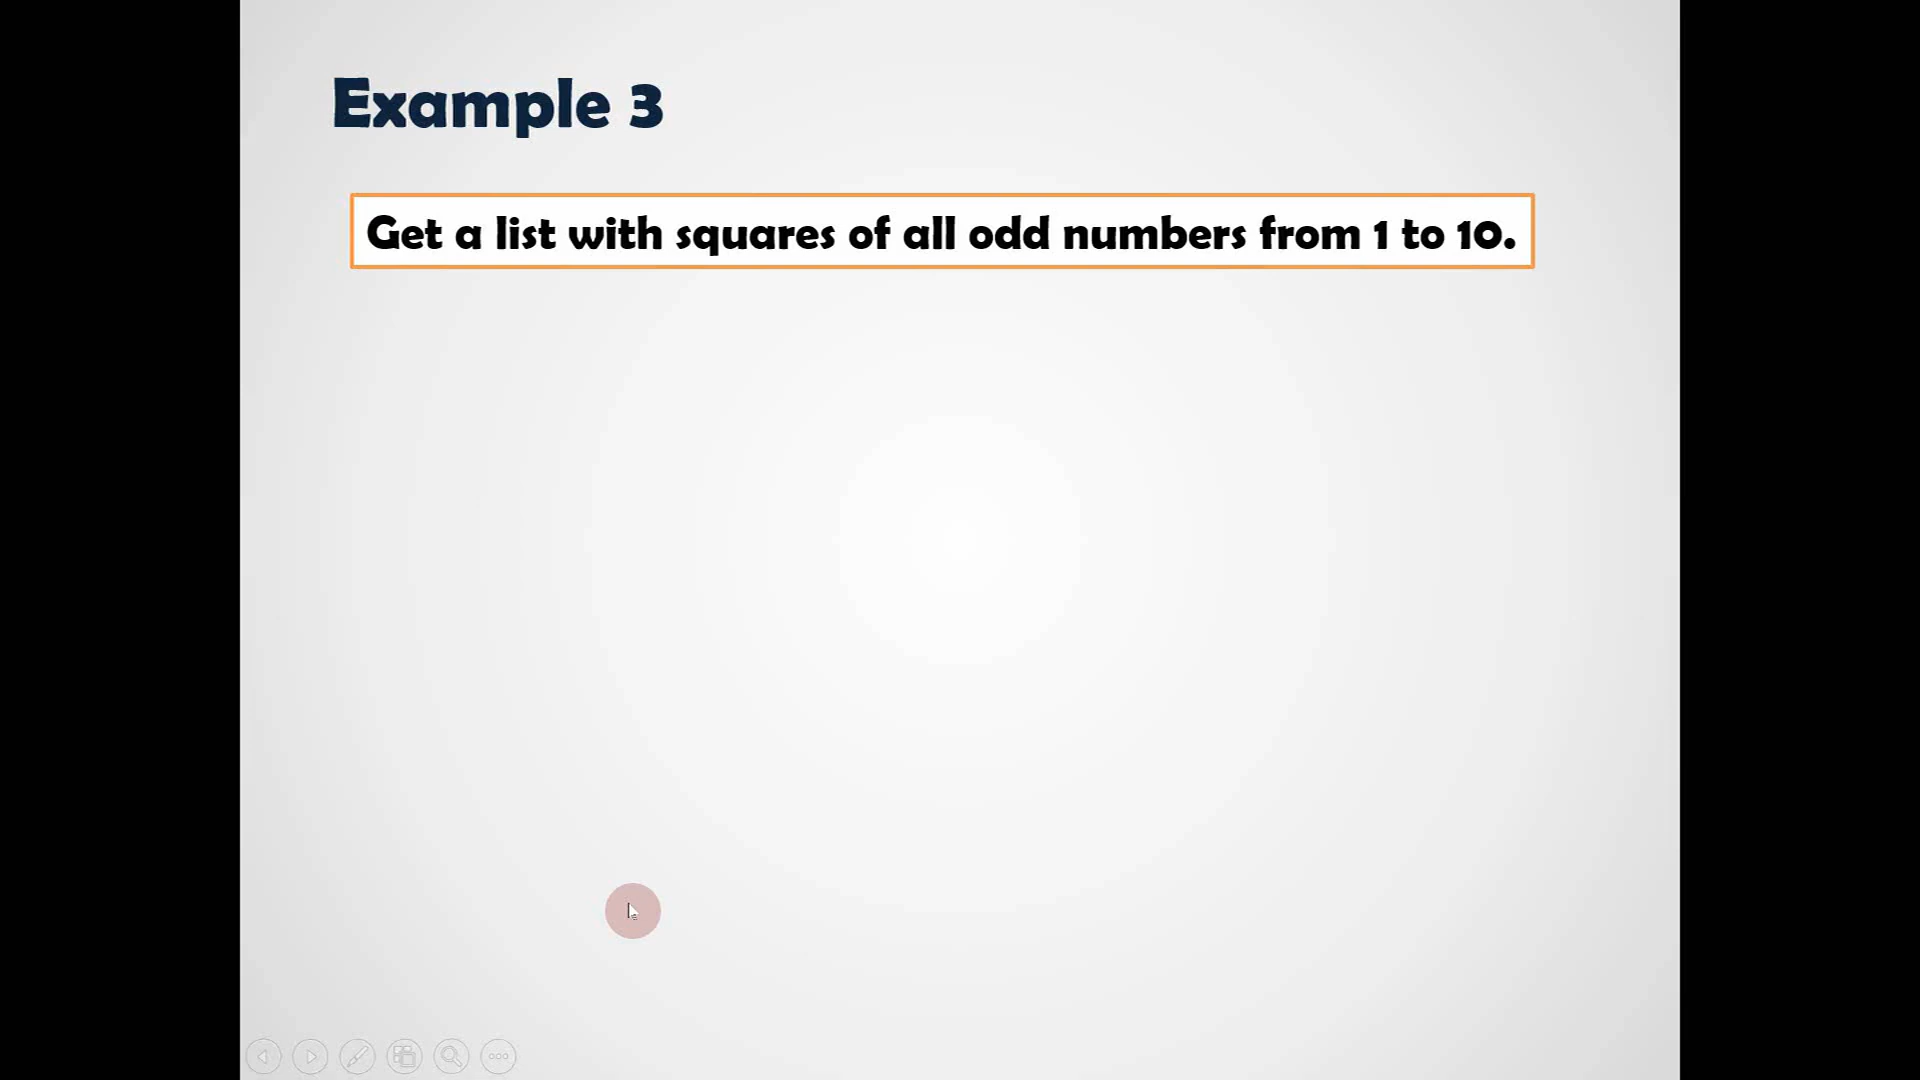 Example 3
Get a list with squares of all odd numbers from 1 to 10.